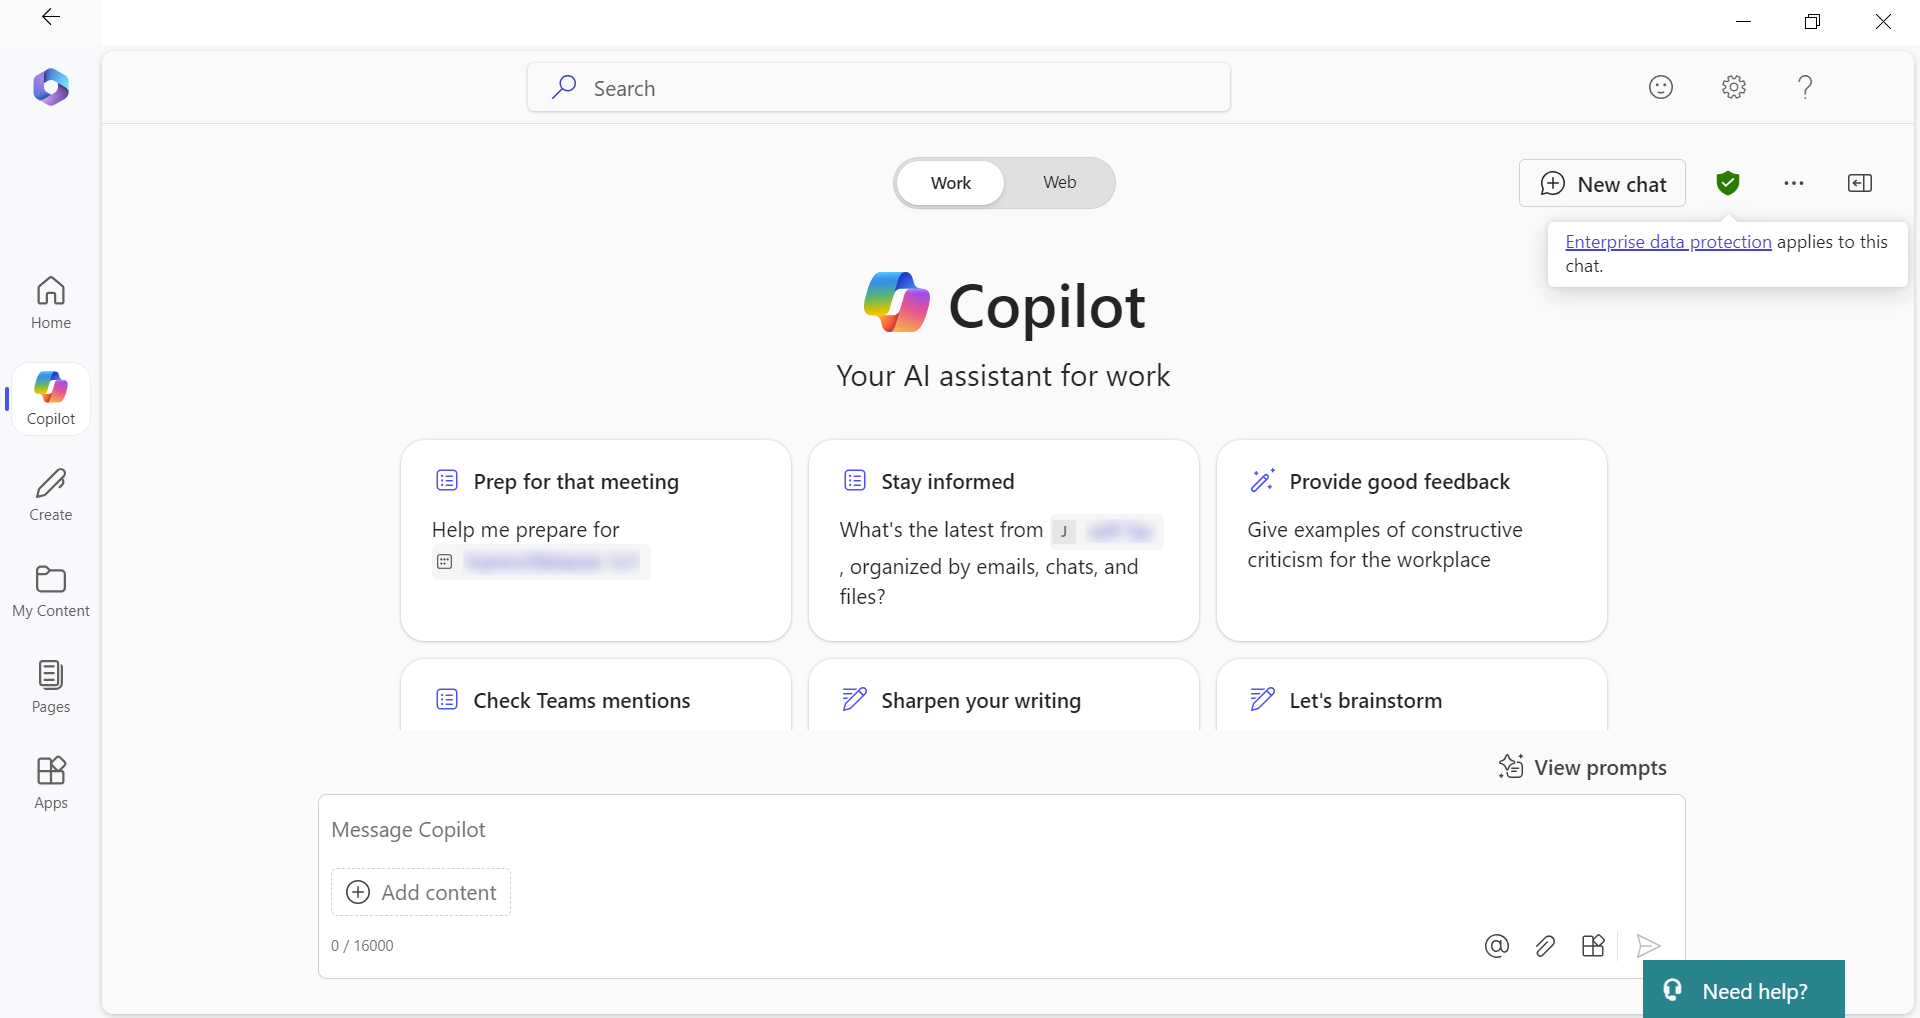 Search
Work
Web
New chat
Enterprise data protection applies to this
chat.
Copilot
Your AI assistant for work
Home
Copilot
Create
My Content
Pages
Apps
Prep for that meeting
Help me prepare for
Stay informed
What's the latest from J
, organized by emails, chats, and
files?
Provide good feedback
Give examples of constructive
criticism for the workplace
Check Teams mentions
Sharpen your writing
Let's brainstorm
View prompts
Message Copilot
Add content
0 / 16000
Need help?